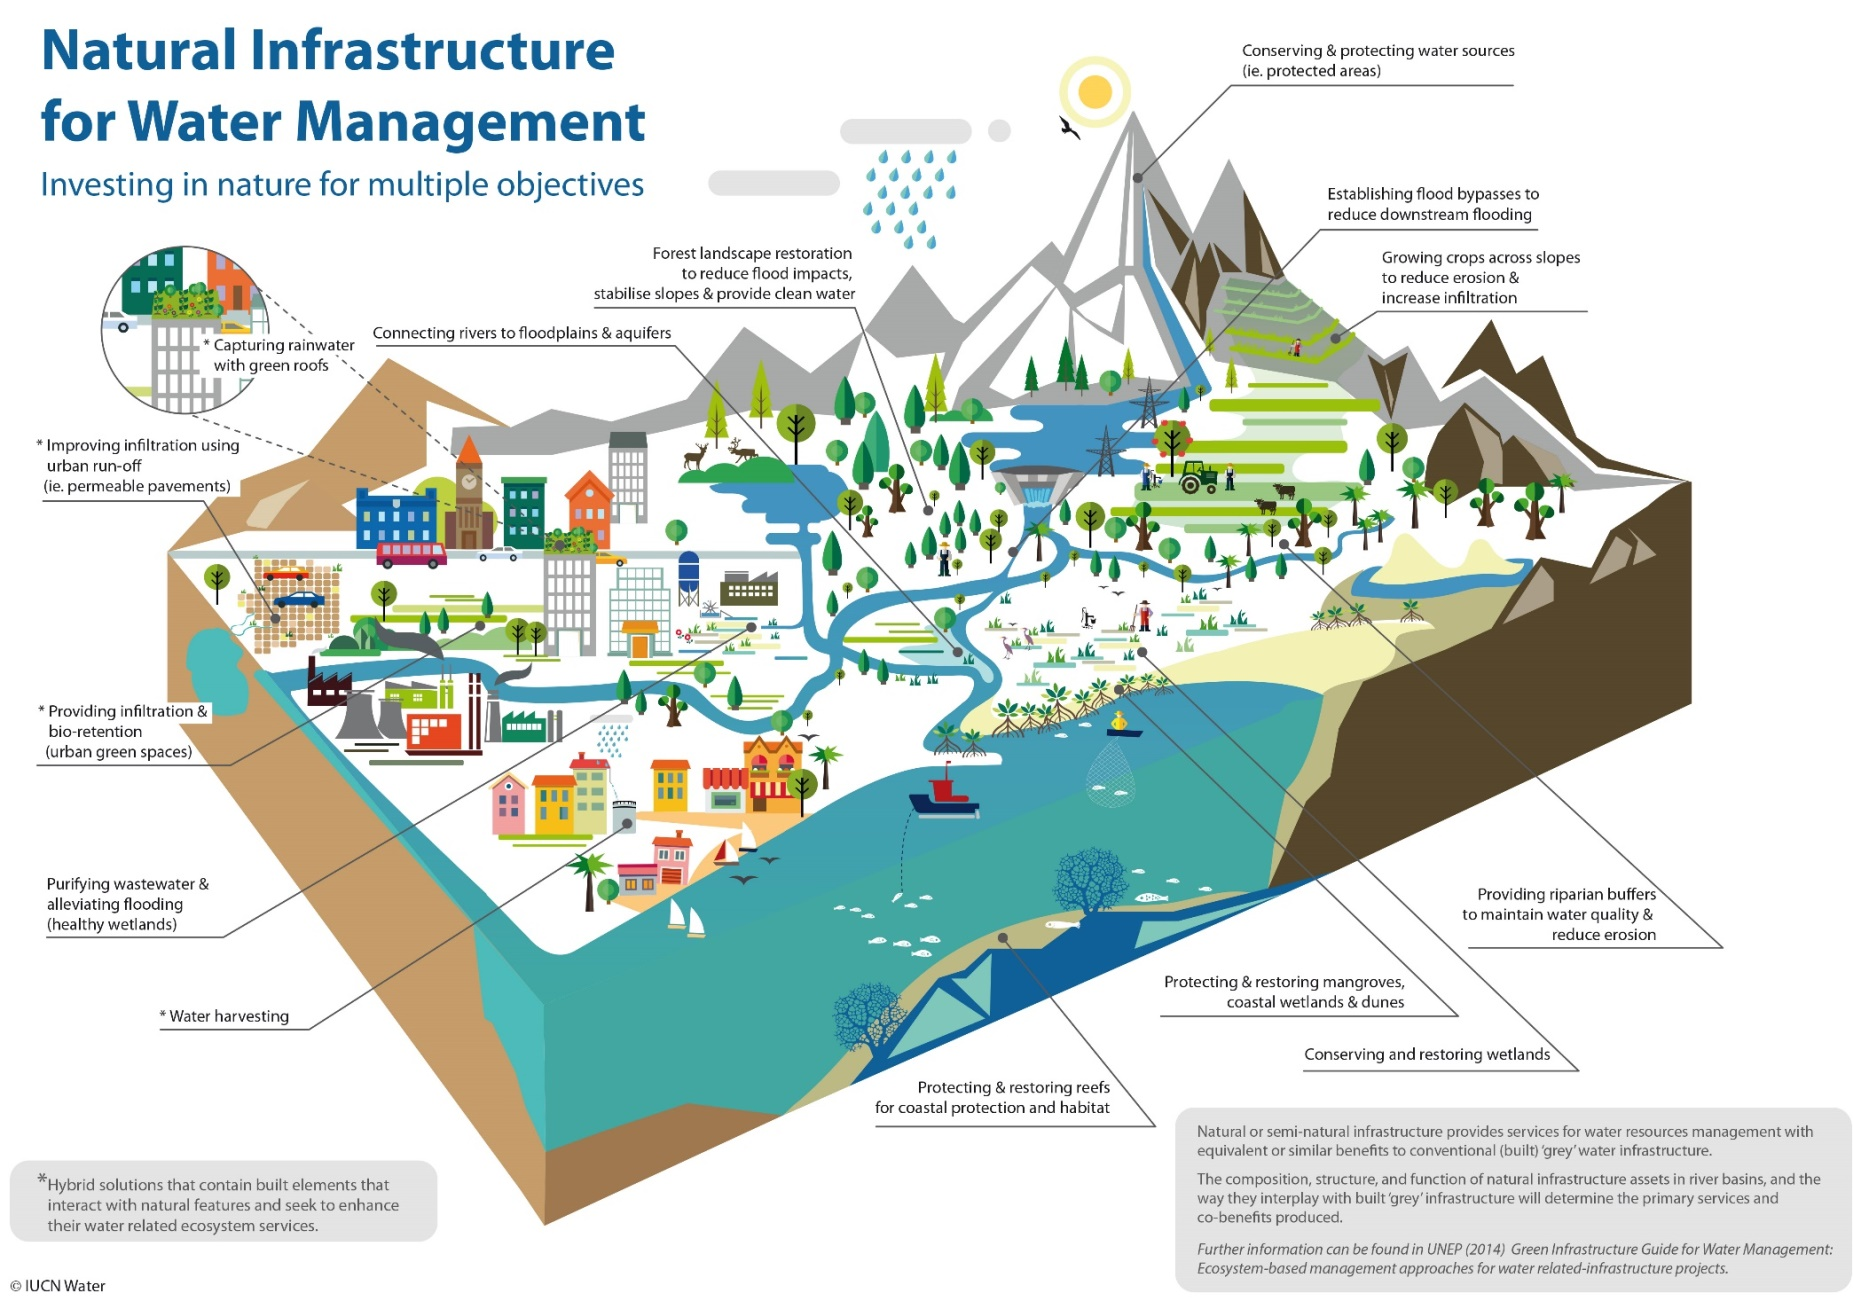 Natural Infrastructure
for Water Management
Investing in nature for multiple objectives
Conserving & protecting water sources
(ie. protected areas)
Establishing flood bypasses to
reduce downstream flooding
Growing crops across slopes
to reduce erosion &
increase infiltration
Forest landscape restoration
to reduce flood impacts,
stabilise slopes & provide clean water
Connecting rivers to floodplains & aquifers
* Capturing rainwater
with green roofs
* Improving infiltration using
urban run-off
(ie. permeable pavements)
* Providing infiltration &
bio-retention
(urban green spaces)
Purifying wastewater &
alleviating flooding
(healthy wetlands)
* Water harvesting
Providing riparian buffers
to maintain water quality &
reduce erosion
Protecting & restoring mangroves,
coastal wetlands & dunes
Conserving and restoring wetlands
Protecting & restoring reefs
for coastal protection and habitat
*Hybrid solutions that contain built elements that
interact with natural features and seek to enhance
their water related ecosystem services.
Natural or semi-natural infrastructure provides services for water resources management with
equivalent or similar benefits to conventional (built) 'grey' water infrastructure.
The composition, structure, and function of natural infrastructure assets in river basins, and the
way they interplay with built 'grey' infrastructure will determine the primary services and
co-benefits produced.
Further information can be found in UNEP (2014) Green Infrastructure Guide for Water Management:
Ecosystem-based management approaches for water related-infrastructure projects.
© IUCN Water